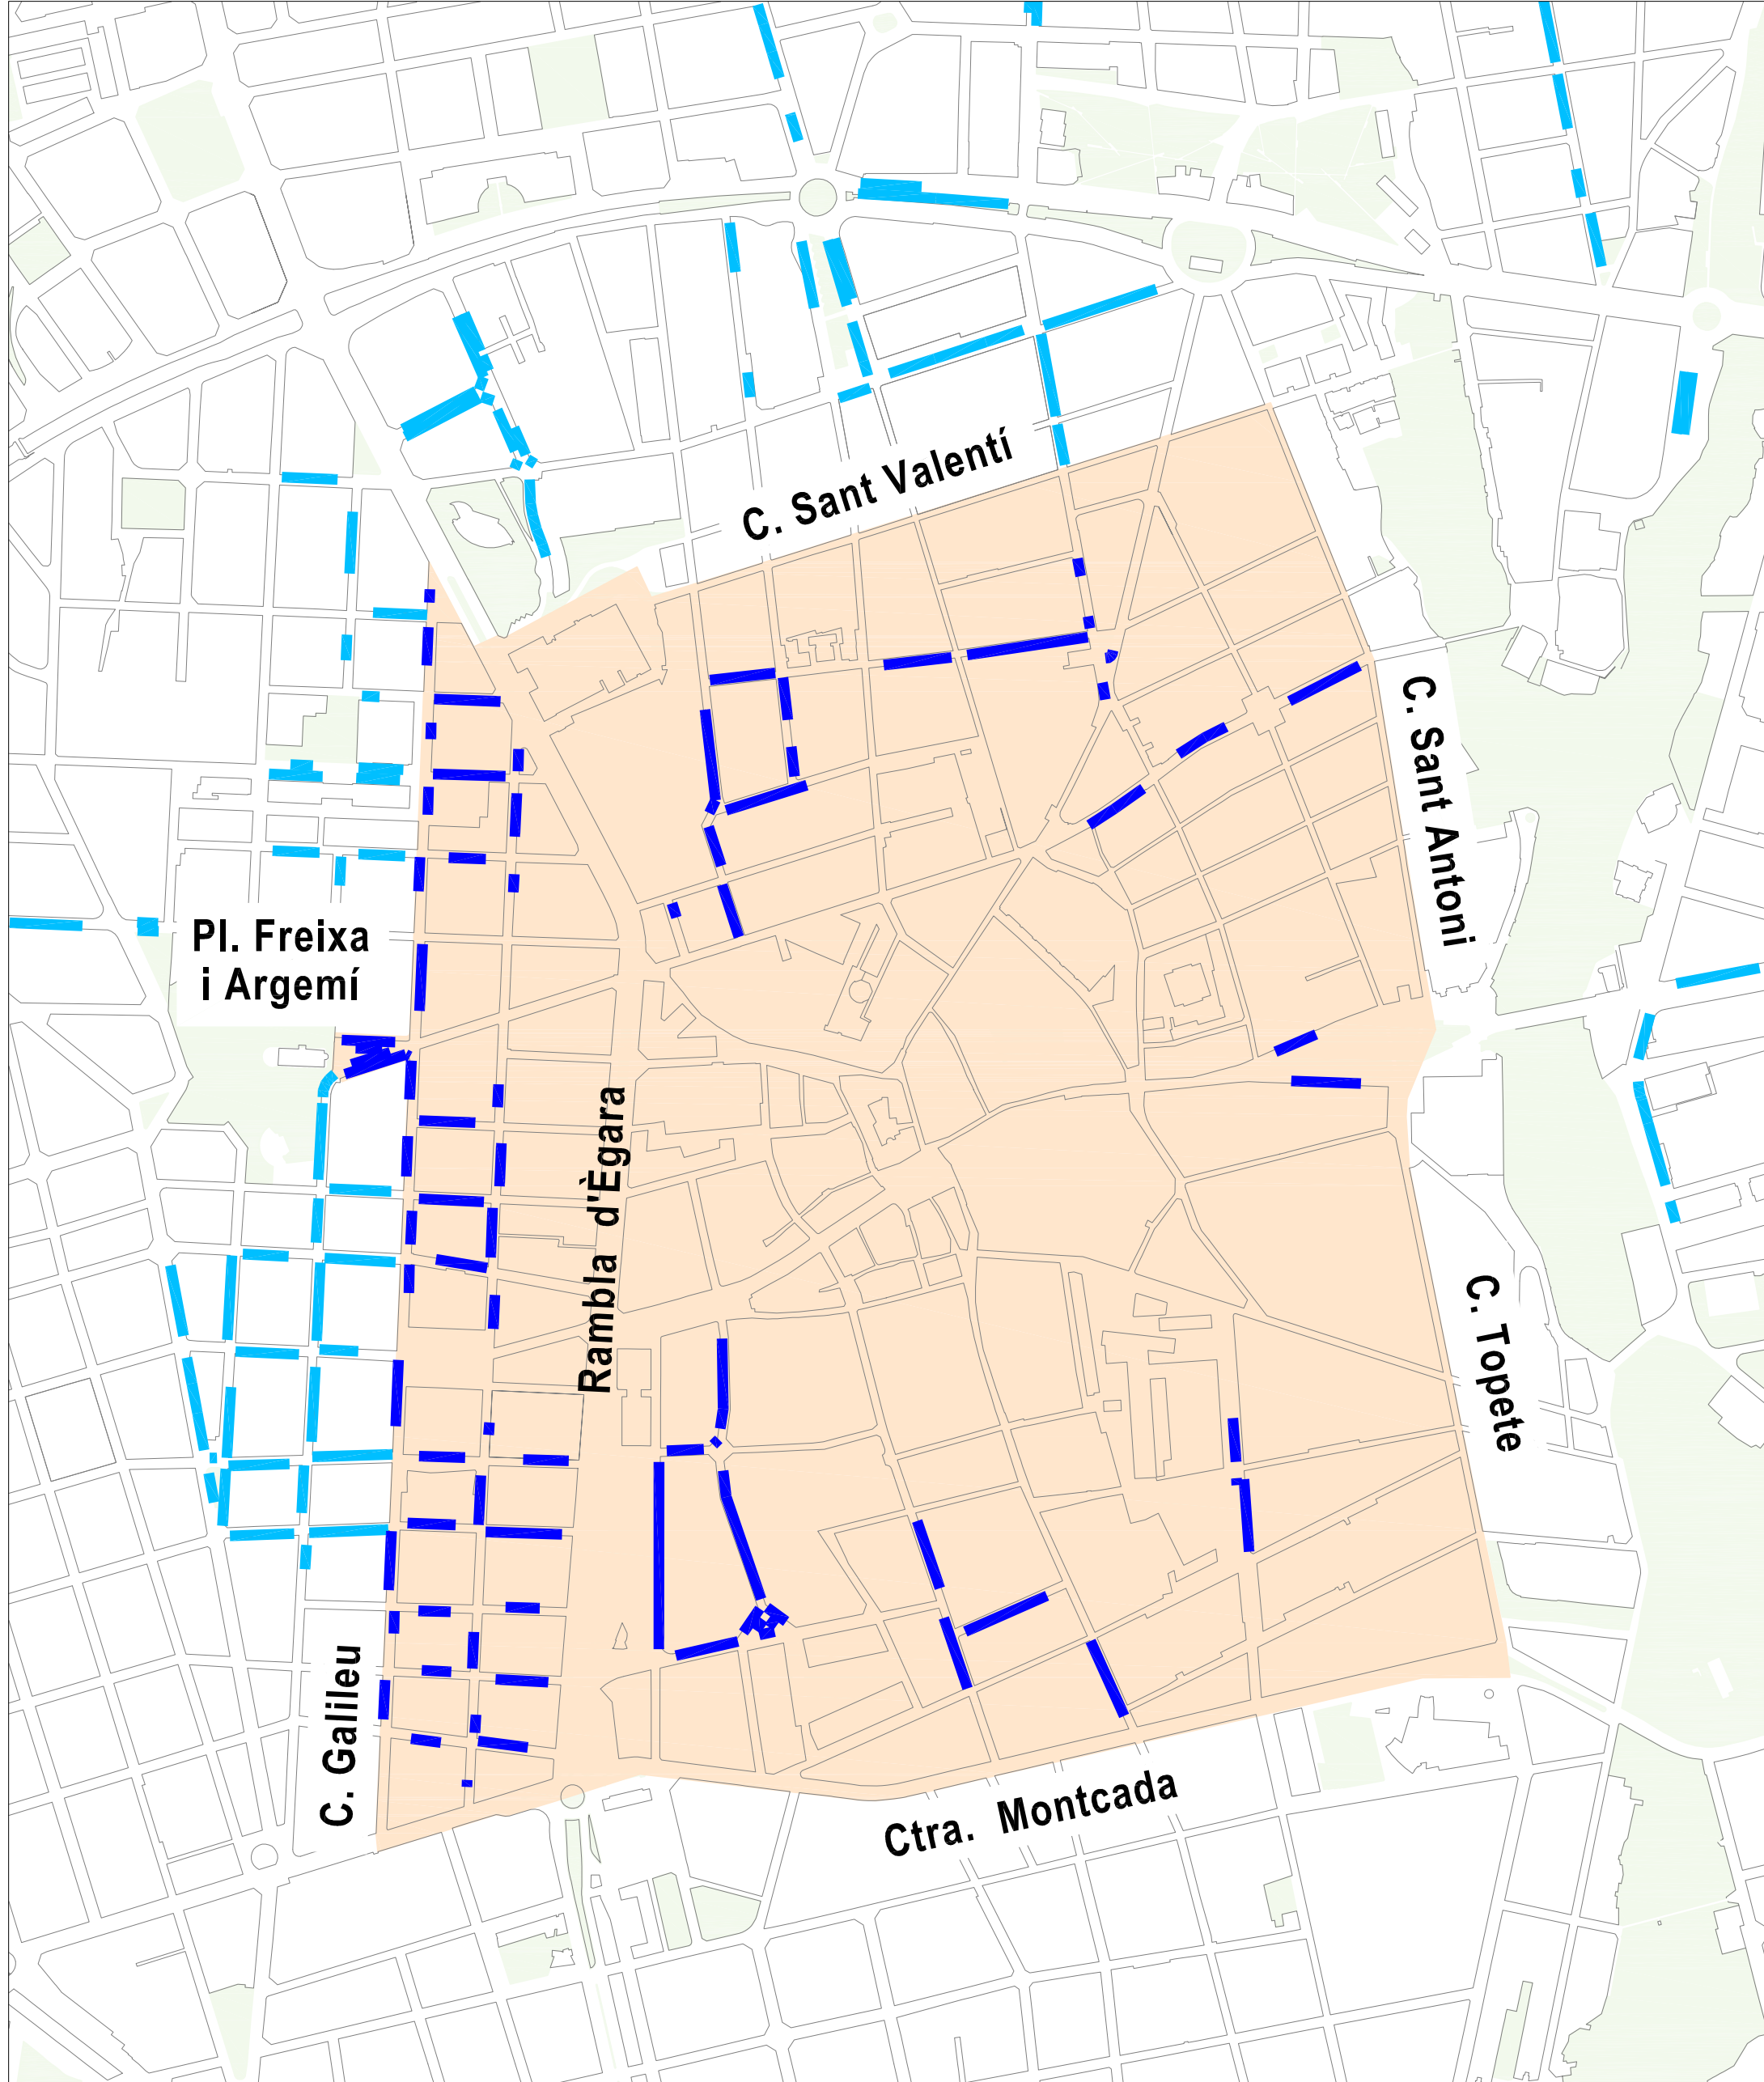 C. Sant Valentí
C. Sant Antoni
Pl. Freixa
i Argemí
Rambla d'Ègara
C. Topete
C. Galileu
Ctra. Montcada